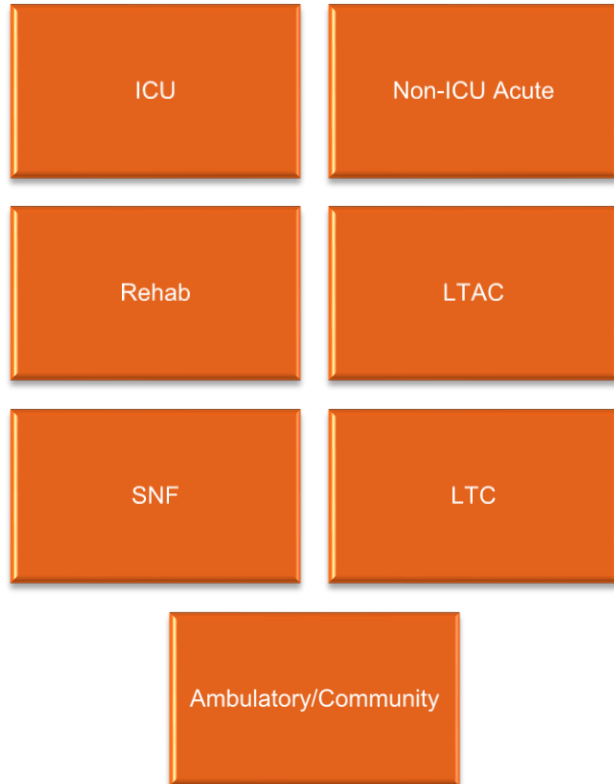 ICU
Non-ICU Acute
Rehab
LTAC
SNF
LTC
Ambulatory/Community